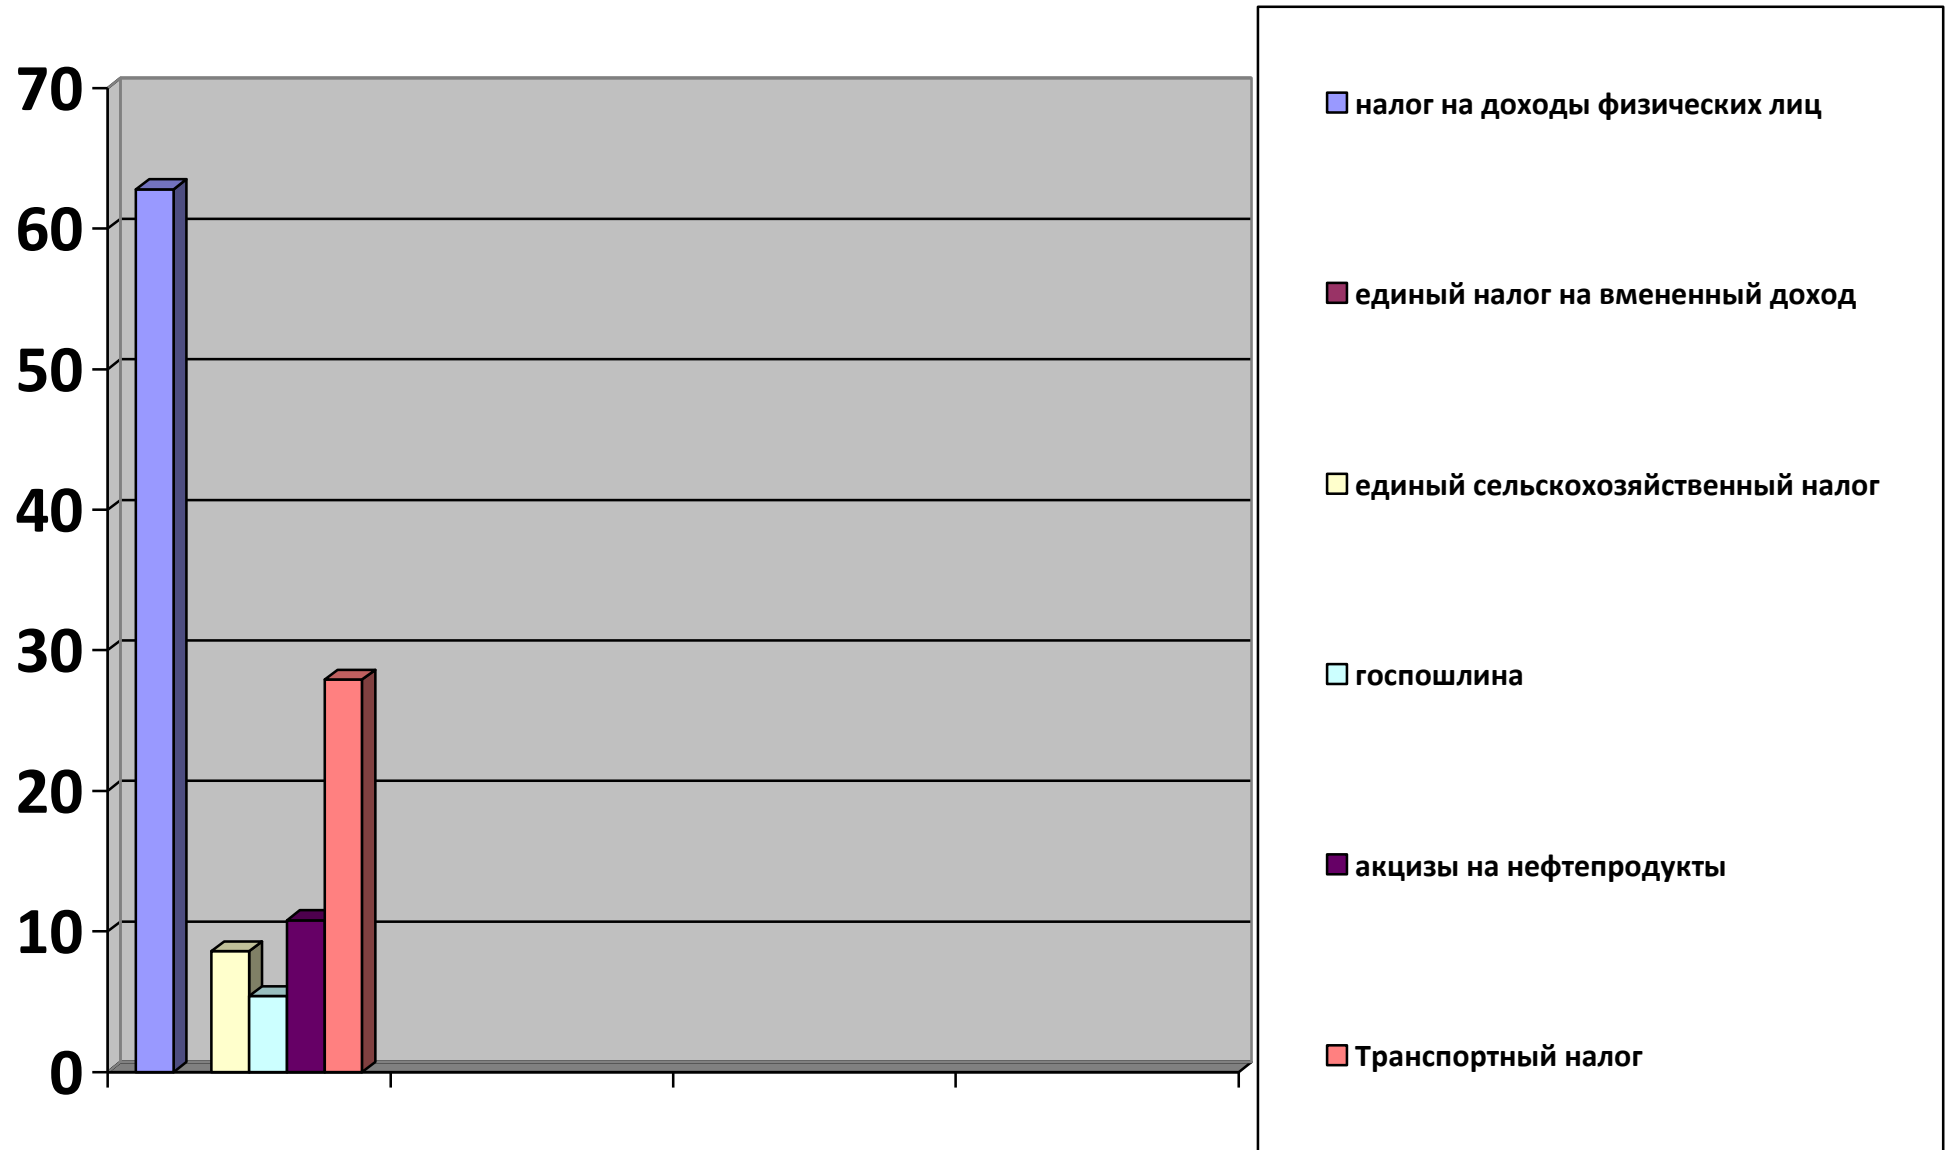 70
60
50
40
30
20
10
0
налог на доходы физических лиц
единый налог на вмененный доход
единый сельскохозяйственный налог
госпошлина
акцизы на нефтепродукты
Транспортный налог